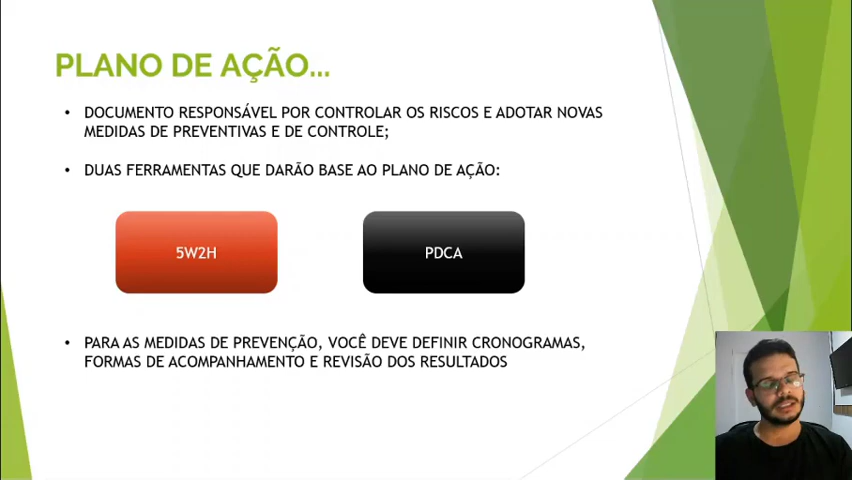 PLANO DE AÇÃO...
• DOCUMENTO RESPONSÁVEL POR CONTROLAR OS RISCOS E ADOTAR NOVAS
MEDIDAS DE PREVENTIVAS E DE CONTROLE;
• DUAS FERRAMENTAS QUE DARÃO BASE AO PLANO DE AÇÃO:
5W2H
PDCA
• PARA AS MEDIDAS DE PREVENÇÃO, VOCÊ DEVE DEFINIR CRONOGRAMAS,
FORMAS DE ACOMPANHAMENTO E REVISÃO DOS RESULTADOS